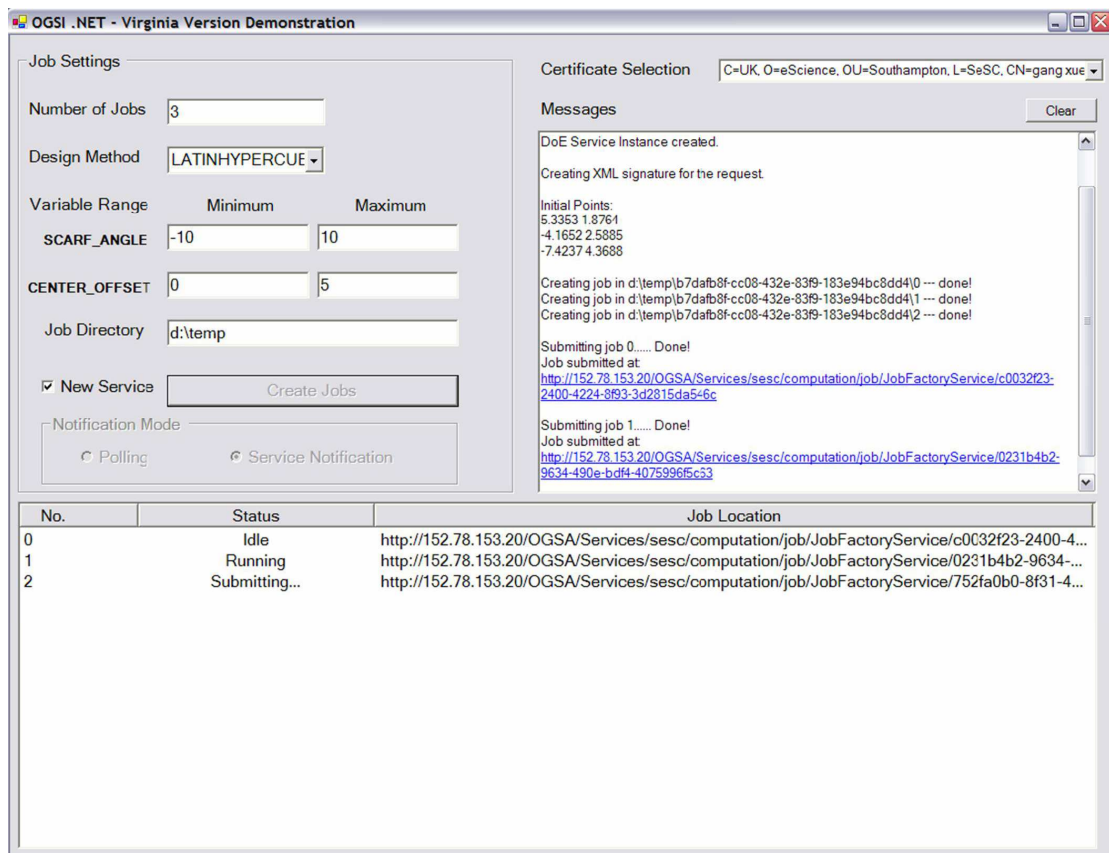 OGSI .NET - Virginia Version Demonstration
Job Settings
Number of Jobs 3
Design Method LATINHYPERCUBE
Variable Range Minimum Maximum
SCARF_ANGLE -10 10
CENTER_OFFSET 0 5
Job Directory d:\temp
New Service Create Jobs
Notification Mode
Polling Service Notification
Certificate Selection C=UK, O=eScience, OU=Southampton, L=SeSC, CN=gang xue
Messages Clear
DoE Service Instance created.
Creating XML signature for the request.
Initial Points:
5.3353 1.8764
-4.1652 2.5885
-7.4237 4.3688
Creating job in d:\temp\b7dafb8f-cc08-432e-83f9-183e94bc8dd4\0 --- done!
Creating job in d:\temp\b7dafb8f-cc08-432e-83f9-183e94bc8dd4\1 --- done!
Creating job in d:\temp\b7dafb8f-cc08-432e-83f9-183e94bc8dd4\2 --- done!
Submitting job 0...... Done!
Job submitted at:
http://152.78.153.20/OGSA/Services/sesc/computation/job/JobFactoryService/c0032f23-
2400-4224-8f93-3d2815da546c
Submitting job 1...... Done!
Job submitted at:
http://152.78.153.20/OGSA/Services/sesc/computation/job/JobFactoryService/0231b4b2-
9634-490e-bdf4-4075996f5c63
No. Status Job Location
0 Idle http://152.78.153.20/OGSA/Services/sesc/computation/job/JobFactoryService/c0032f23-2400-4...
1 Running http://152.78.153.20/OGSA/Services/sesc/computation/job/JobFactoryService/0231b4b2-9634-...
2 Submitting... http://152.78.153.20/OGSA/Services/sesc/computation/job/JobFactoryService/752fa0b0-8f31-4...